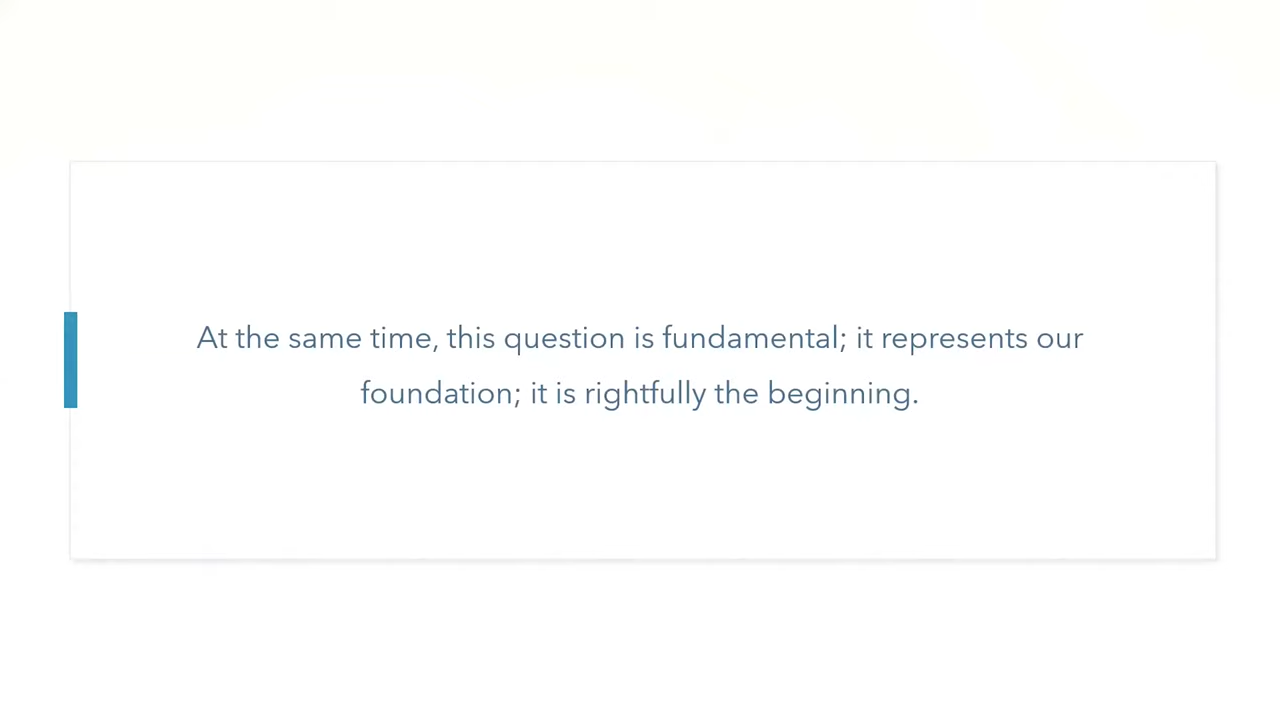 At the same time, this question is fundamental; it represents our
foundation; it is rightfully the beginning.